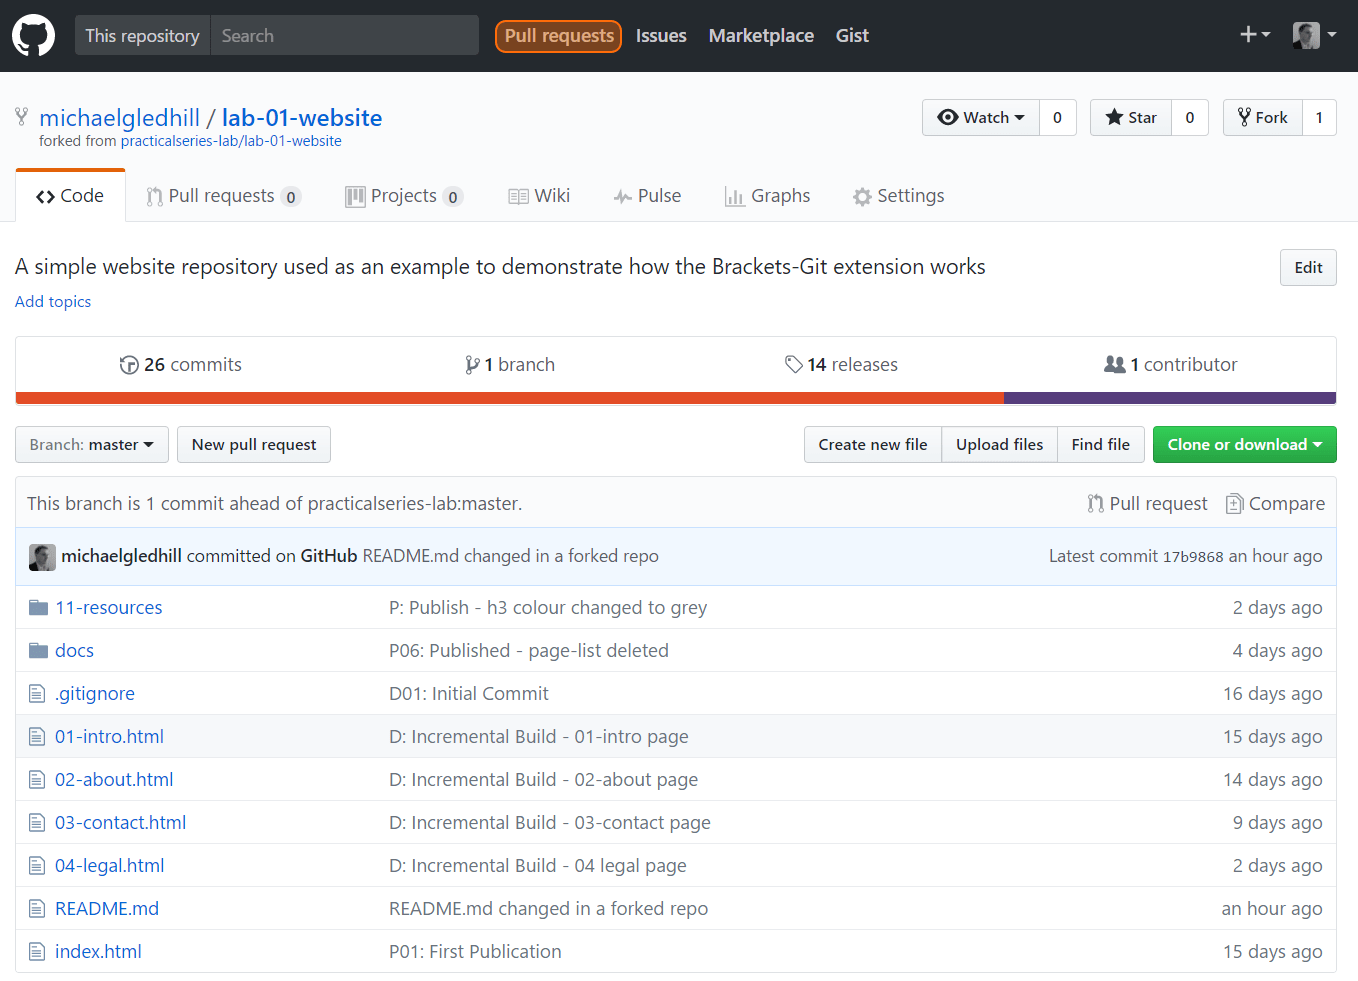 This repository Search Pull requests Issues Marketplace Gist
michaelgledhill / lab-01-website
Watch 0 Star 0 Fork 1
forked from practicalseries-lab/lab-01-website
Code Pull requests 0 Projects 0 Wiki Pulse Graphs Settings
A simple website repository used as an example to demonstrate how the Brackets-Git extension works Edit
Add topics
26 commits 1 branch 14 releases 1 contributor
Branch: master New pull request Create new file Upload files Find file Clone or download
This branch is 1 commit ahead of practicalseries-lab:master. Pull request Compare
michaelgledhill committed on GitHub README.md changed in a forked repo Latest commit 17b9868 an hour ago
11-resources P: Publish - h3 colour changed to grey 2 days ago
docs P06: Published - page-list deleted 4 days ago
.gitignore D01: Initial Commit 16 days ago
01-intro.html D: Incremental Build - 01-intro page 15 days ago
02-about.html D: Incremental Build - 02-about page 14 days ago
03-contact.html D: Incremental Build - 03-contact page 9 days ago
04-legal.html D: Incremental Build - 04 legal page 2 days ago
README.md README.md changed in a forked repo an hour ago
index.html P01: First Publication 15 days ago